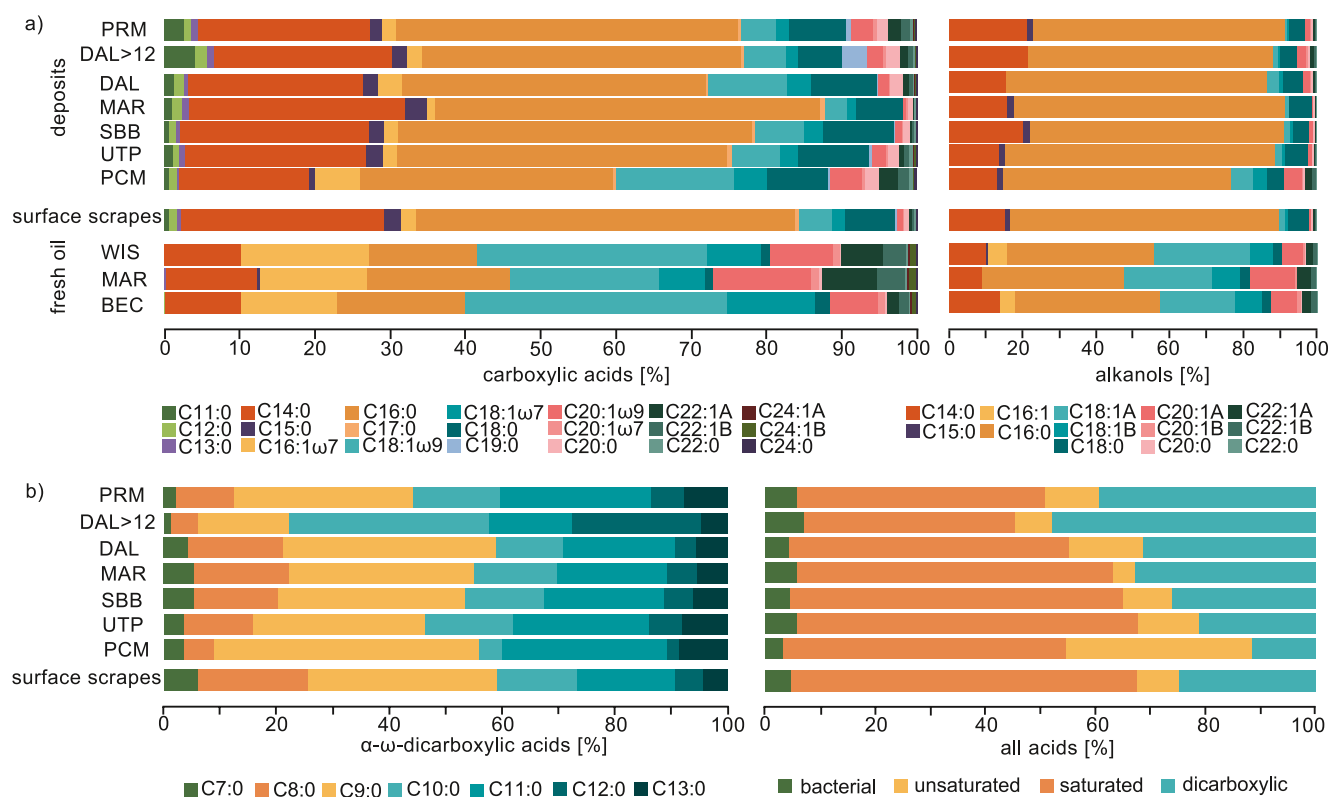 a)
deposits
PRM
DAL>12
DAL
MAR
SBB
UTP
PCM
surface scrapes
fresh oil
WIS
MAR
BEC
0 10 20 30 40 50 60 70 80 90 100
carboxylic acids [%]
0 20 40 60 80 100
alkanols [%]
C11:0 C14:0 C16:0 C18:1ω7 C20:1ω9 C22:1A C24:1A
C12:0 C15:0 C17:0 C18:0 C20:1ω7 C22:1B C24:1B
C13:0 C16:1ω7 C18:1ω9 C19:0 C20:0 C22:0 C24:0
C14:0 C16:1 C18:1A C20:1A C22:1A
C15:0 C16:0 C18:1B C20:1B C22:1B
C18:0 C20:0 C22:0
b)
PRM
DAL>12
DAL
MAR
SBB
UTP
PCM
surface scrapes
0 20 40 60 80 100
α-ω-dicarboxylic acids [%]
0 20 40 60 80 100
all acids [%]
C7:0 C8:0 C9:0 C10:0 C11:0 C12:0 C13:0
bacterial unsaturated saturated dicarboxylic